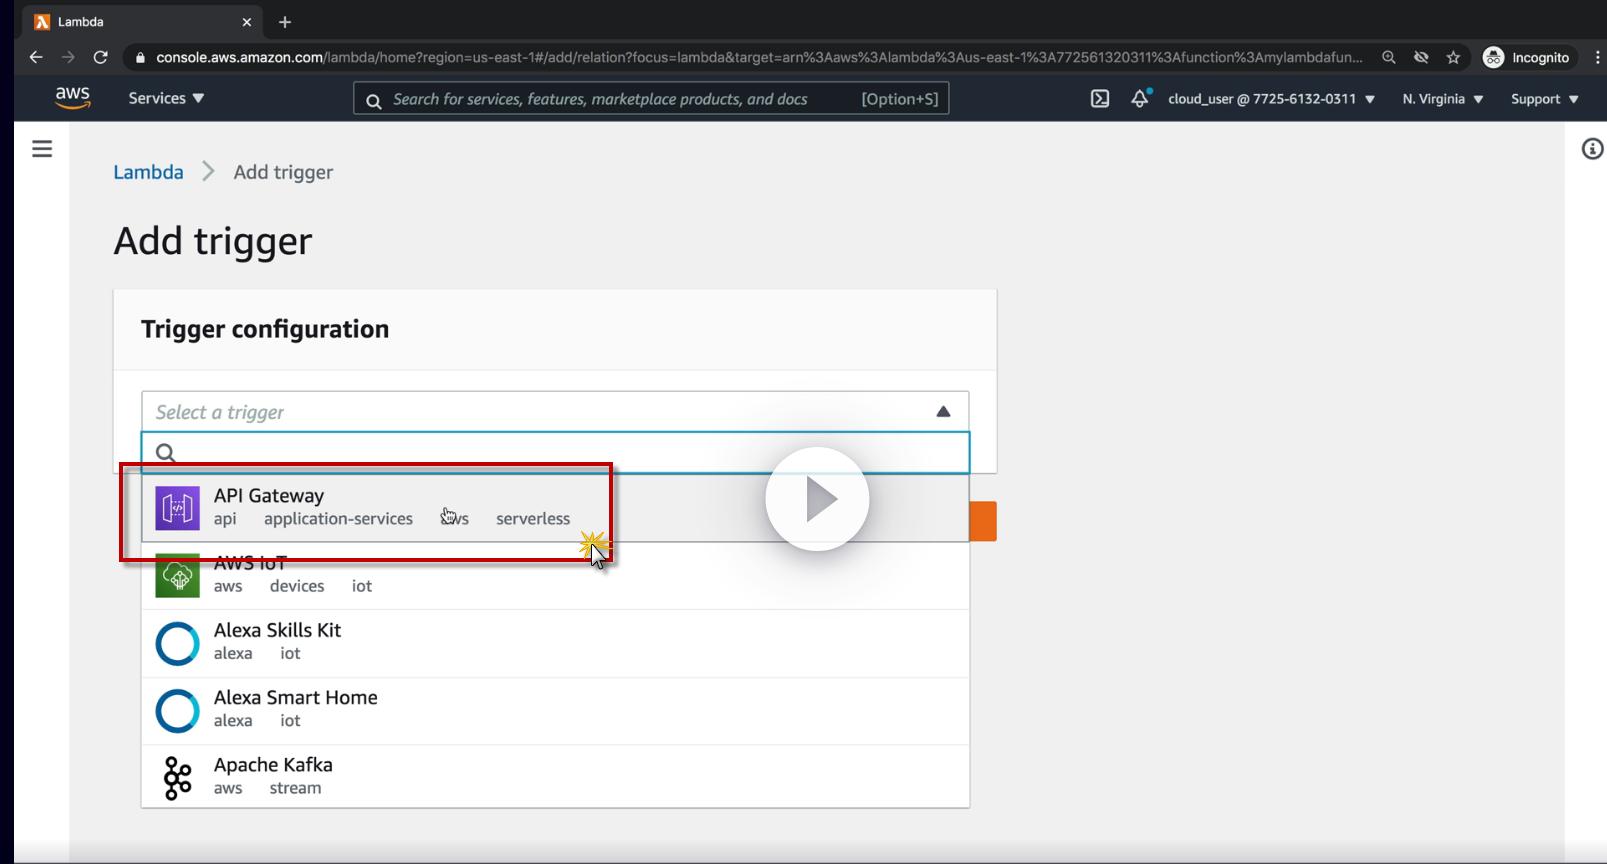 Lambda
console.aws.amazon.com/lambda/home?region=us-east-1#/add/relation?focus=lambda&target=arn%3Aaws%3Alambda%3Aus-east-1%3A772561320311%3Afunction%3Amylambdafun...
Incognito
aws
Services
Search for services, features, marketplace products, and docs
[Option+S]
cloud_user @ 7725-6132-0311
N. Virginia
Support
Lambda
Add trigger
Add trigger
Trigger configuration
Select a trigger
API Gateway
api application-services aws serverless
AWS IoT
aws devices iot
Alexa Skills Kit
alexa iot
Alexa Smart Home
alexa iot
Apache Kafka
aws stream